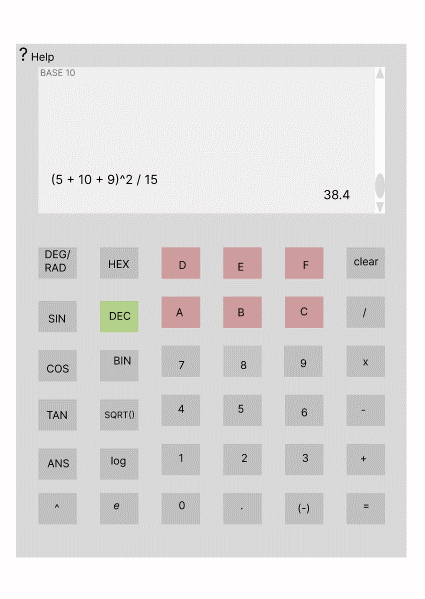 ? Help
BASE 10
(5 + 10 + 9)^2 / 15
38.4
DEG/
RAD
HEX
D
E
F
clear
SIN
DEC
A
B
C
/
COS
BIN
7
8
9
x
TAN
SQRT()
4
5
6
-
ANS
log
1
2
3
+
^
e
0
.
(-)
=